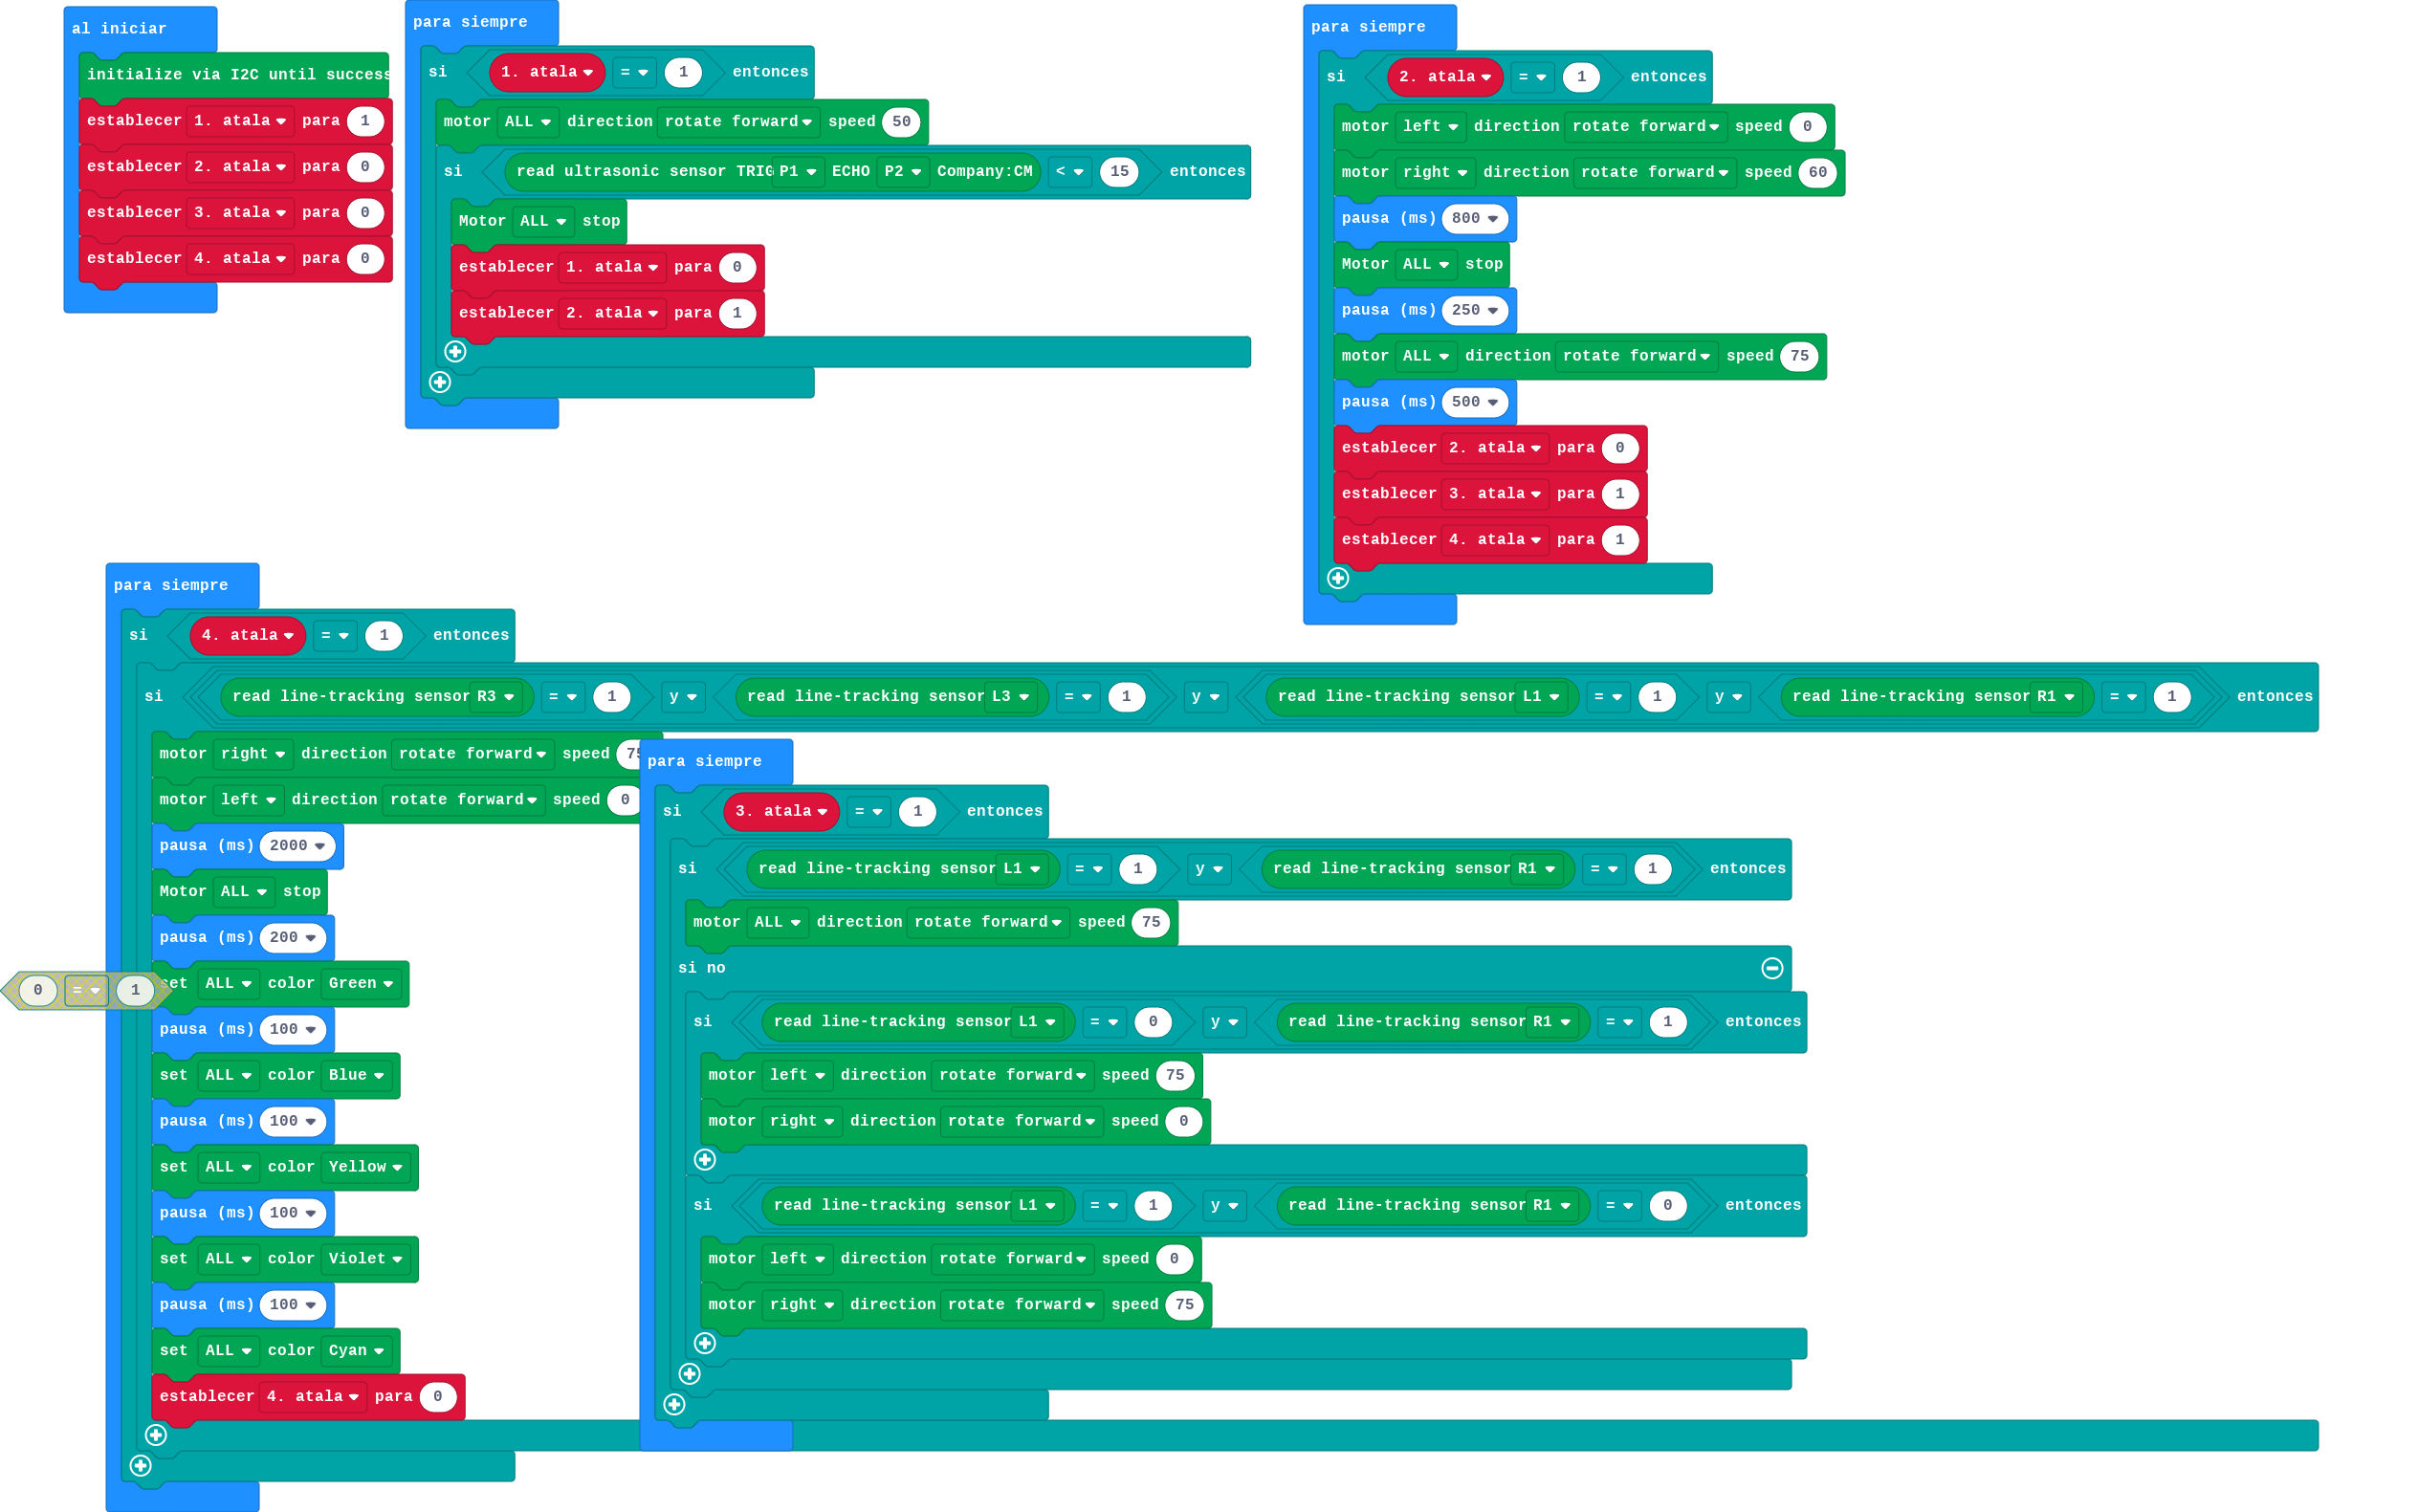 al iniciar
initialize via I2C until success
establecer 1. atala para 1
establecer 2. atala para 0
establecer 3. atala para 0
establecer 4. atala para 0
para siempre
si 1. atala = 1 entonces
motor ALL direction rotate forward speed 50
si read ultrasonic sensor TRIG P1 ECHO P2 Company:CM < 15 entonces
Motor ALL stop
establecer 1. atala para 0
establecer 2. atala para 1
para siempre
si 2. atala = 1 entonces
motor left direction rotate forward speed 0
motor right direction rotate forward speed 60
pausa (ms) 800
Motor ALL stop
pausa (ms) 250
motor ALL direction rotate forward speed 75
pausa (ms) 500
establecer 2. atala para 0
establecer 3. atala para 1
establecer 4. atala para 1
para siempre
si 4. atala = 1 entonces
si read line-tracking sensor R3 = 1 y read line-tracking sensor L3 = 1 y read line-tracking sensor L1 = 1 y read line-tracking sensor R1 = 1 entonces
motor right direction rotate forward speed 75
motor left direction rotate forward speed 0
pausa (ms) 2000
Motor ALL stop
pausa (ms) 200
set ALL color Green
0 = 1
pausa (ms) 100
set ALL color Blue
pausa (ms) 100
set ALL color Yellow
pausa (ms) 100
set ALL color Violet
pausa (ms) 100
set ALL color Cyan
establecer 4. atala para 0
para siempre
si 3. atala = 1 entonces
si read line-tracking sensor L1 = 1 y read line-tracking sensor R1 = 1 entonces
motor ALL direction rotate forward speed 75
si no
si read line-tracking sensor L1 = 0 y read line-tracking sensor R1 = 1 entonces
motor left direction rotate forward speed 75
motor right direction rotate forward speed 0
si read line-tracking sensor L1 = 1 y read line-tracking sensor R1 = 0 entonces
motor left direction rotate forward speed 0
motor right direction rotate forward speed 75